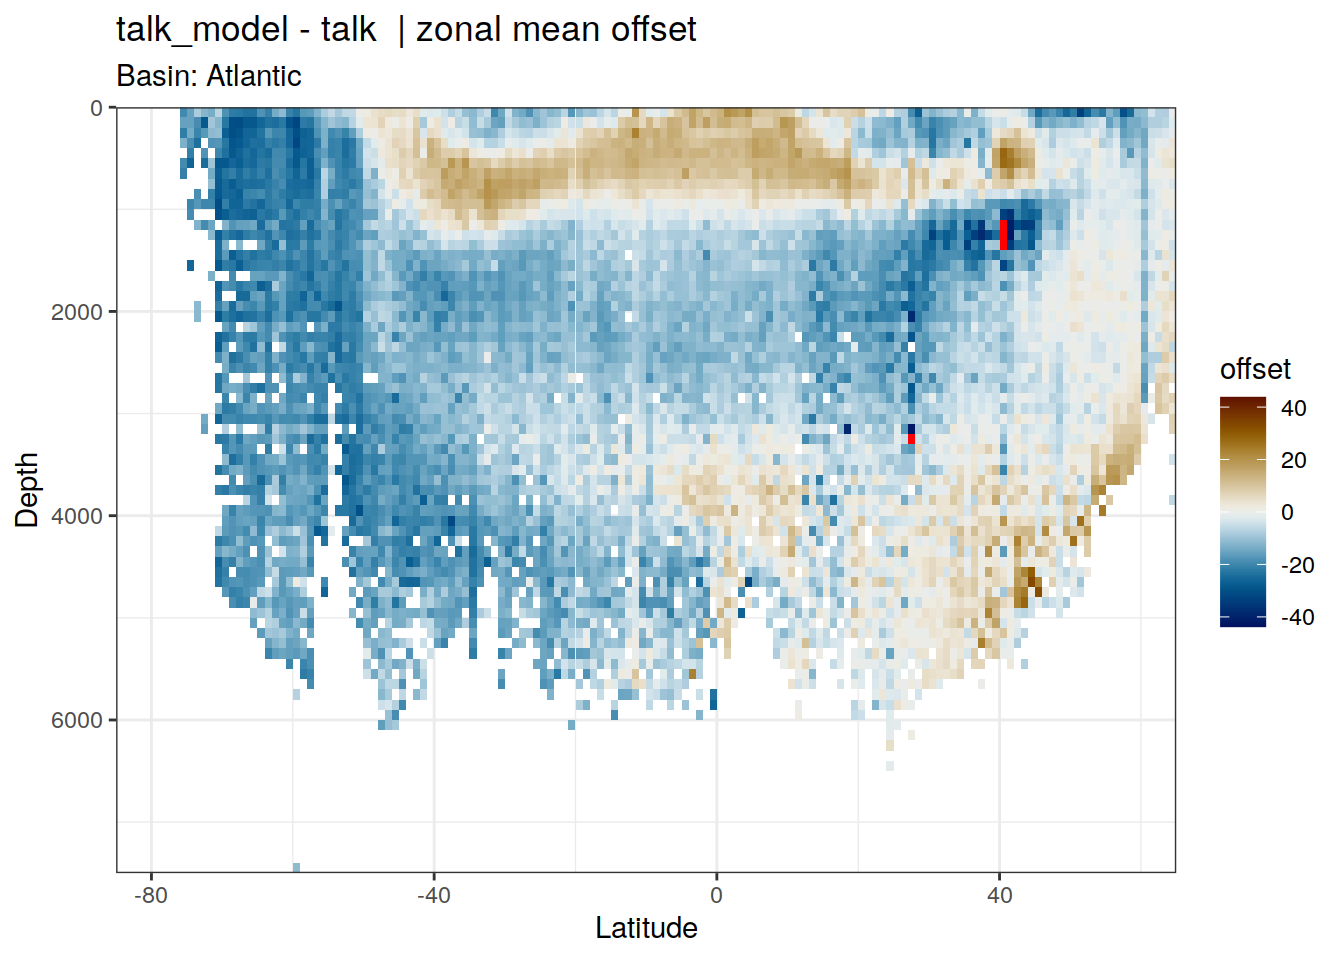 talk_model - talk  | zonal mean offset
Basin: Atlantic
0
2000
4000
6000
Depth
-80
-40
0
40
Latitude
offset
40
20
0
-20
-40